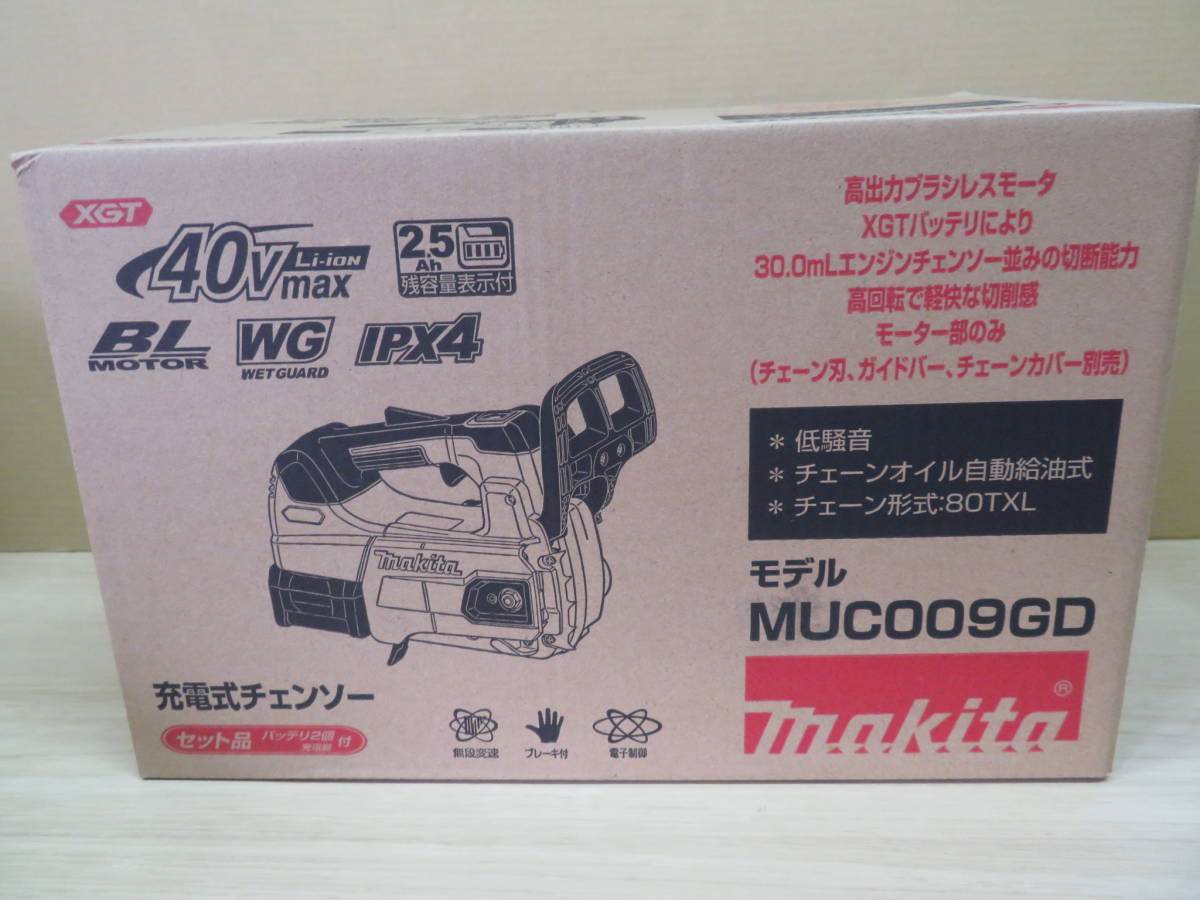 XGT
40Vmax Li-ion
2.5Ah
残容量表示付
BL MOTOR
WG WET GUARD
IPX4
高出力ブラシレスモータ
XGTバッテリにより
30.0mLエンジンチェンソー並みの切断能力
高回転で軽快な切削感
モーター部のみ
(チェーン刃、ガイドバー、チェーンカバー別売)
* 低騒音
* チェーンオイル自動給油式
* チェーン形式:80TXL
makita
モデル
MUC009GD
makita®
充電式チェンソー
セット品 バッテリ2個 充電器 付
無段変速
ブレーキ付
電子制御